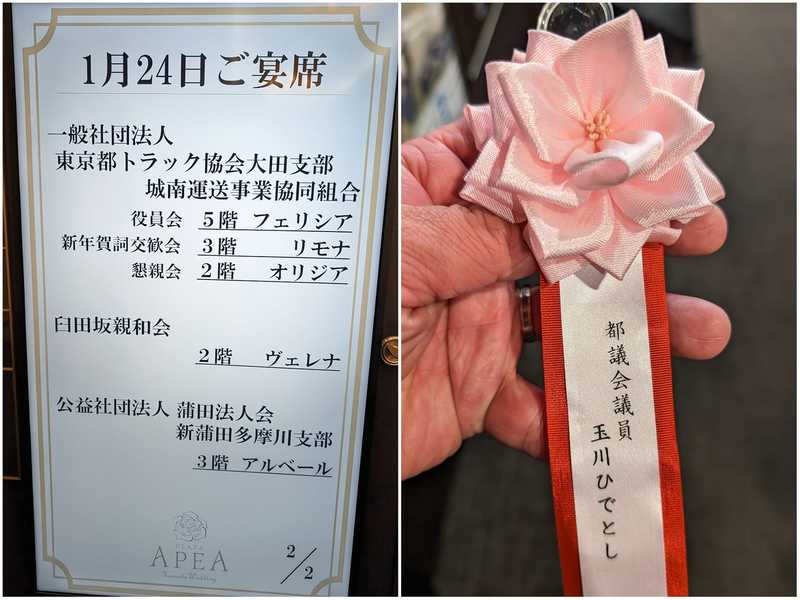 1月24日ご宴席
一般社団法人
東京都トラック協会大田支部
城南運送事業協同組合
役員会 5階 フェリシア
新年賀詞交歓会 3階 リモナ
懇親会 2階 オリジア
臼田坂親和会
2階 ヴェレナ
公益社団法人 蒲田法人会
新蒲田多摩川支部
3階 アルベール
PLAZA
APEA
Kamata Wedding
2/2
都議会議員
玉川ひでとし